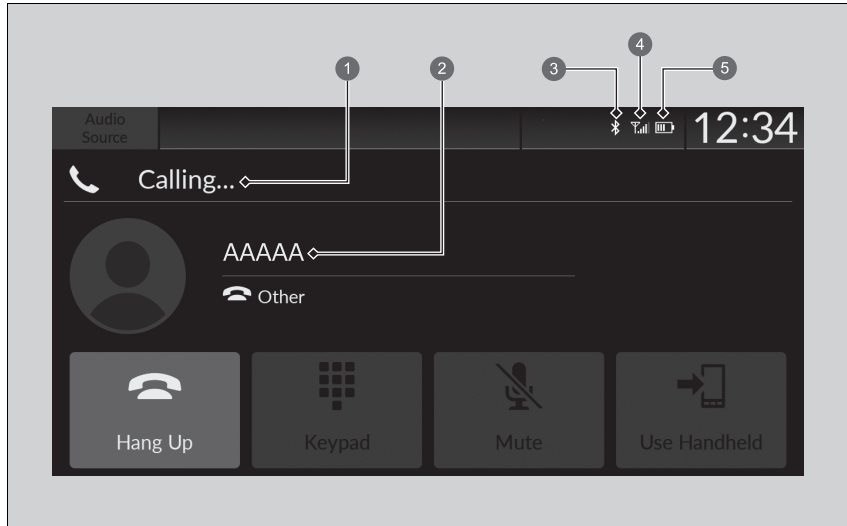 1
2
3
4
5
Audio
Source
12:34
Calling...
AAAAA
Other
Hang Up
Keypad
Mute
Use Handheld